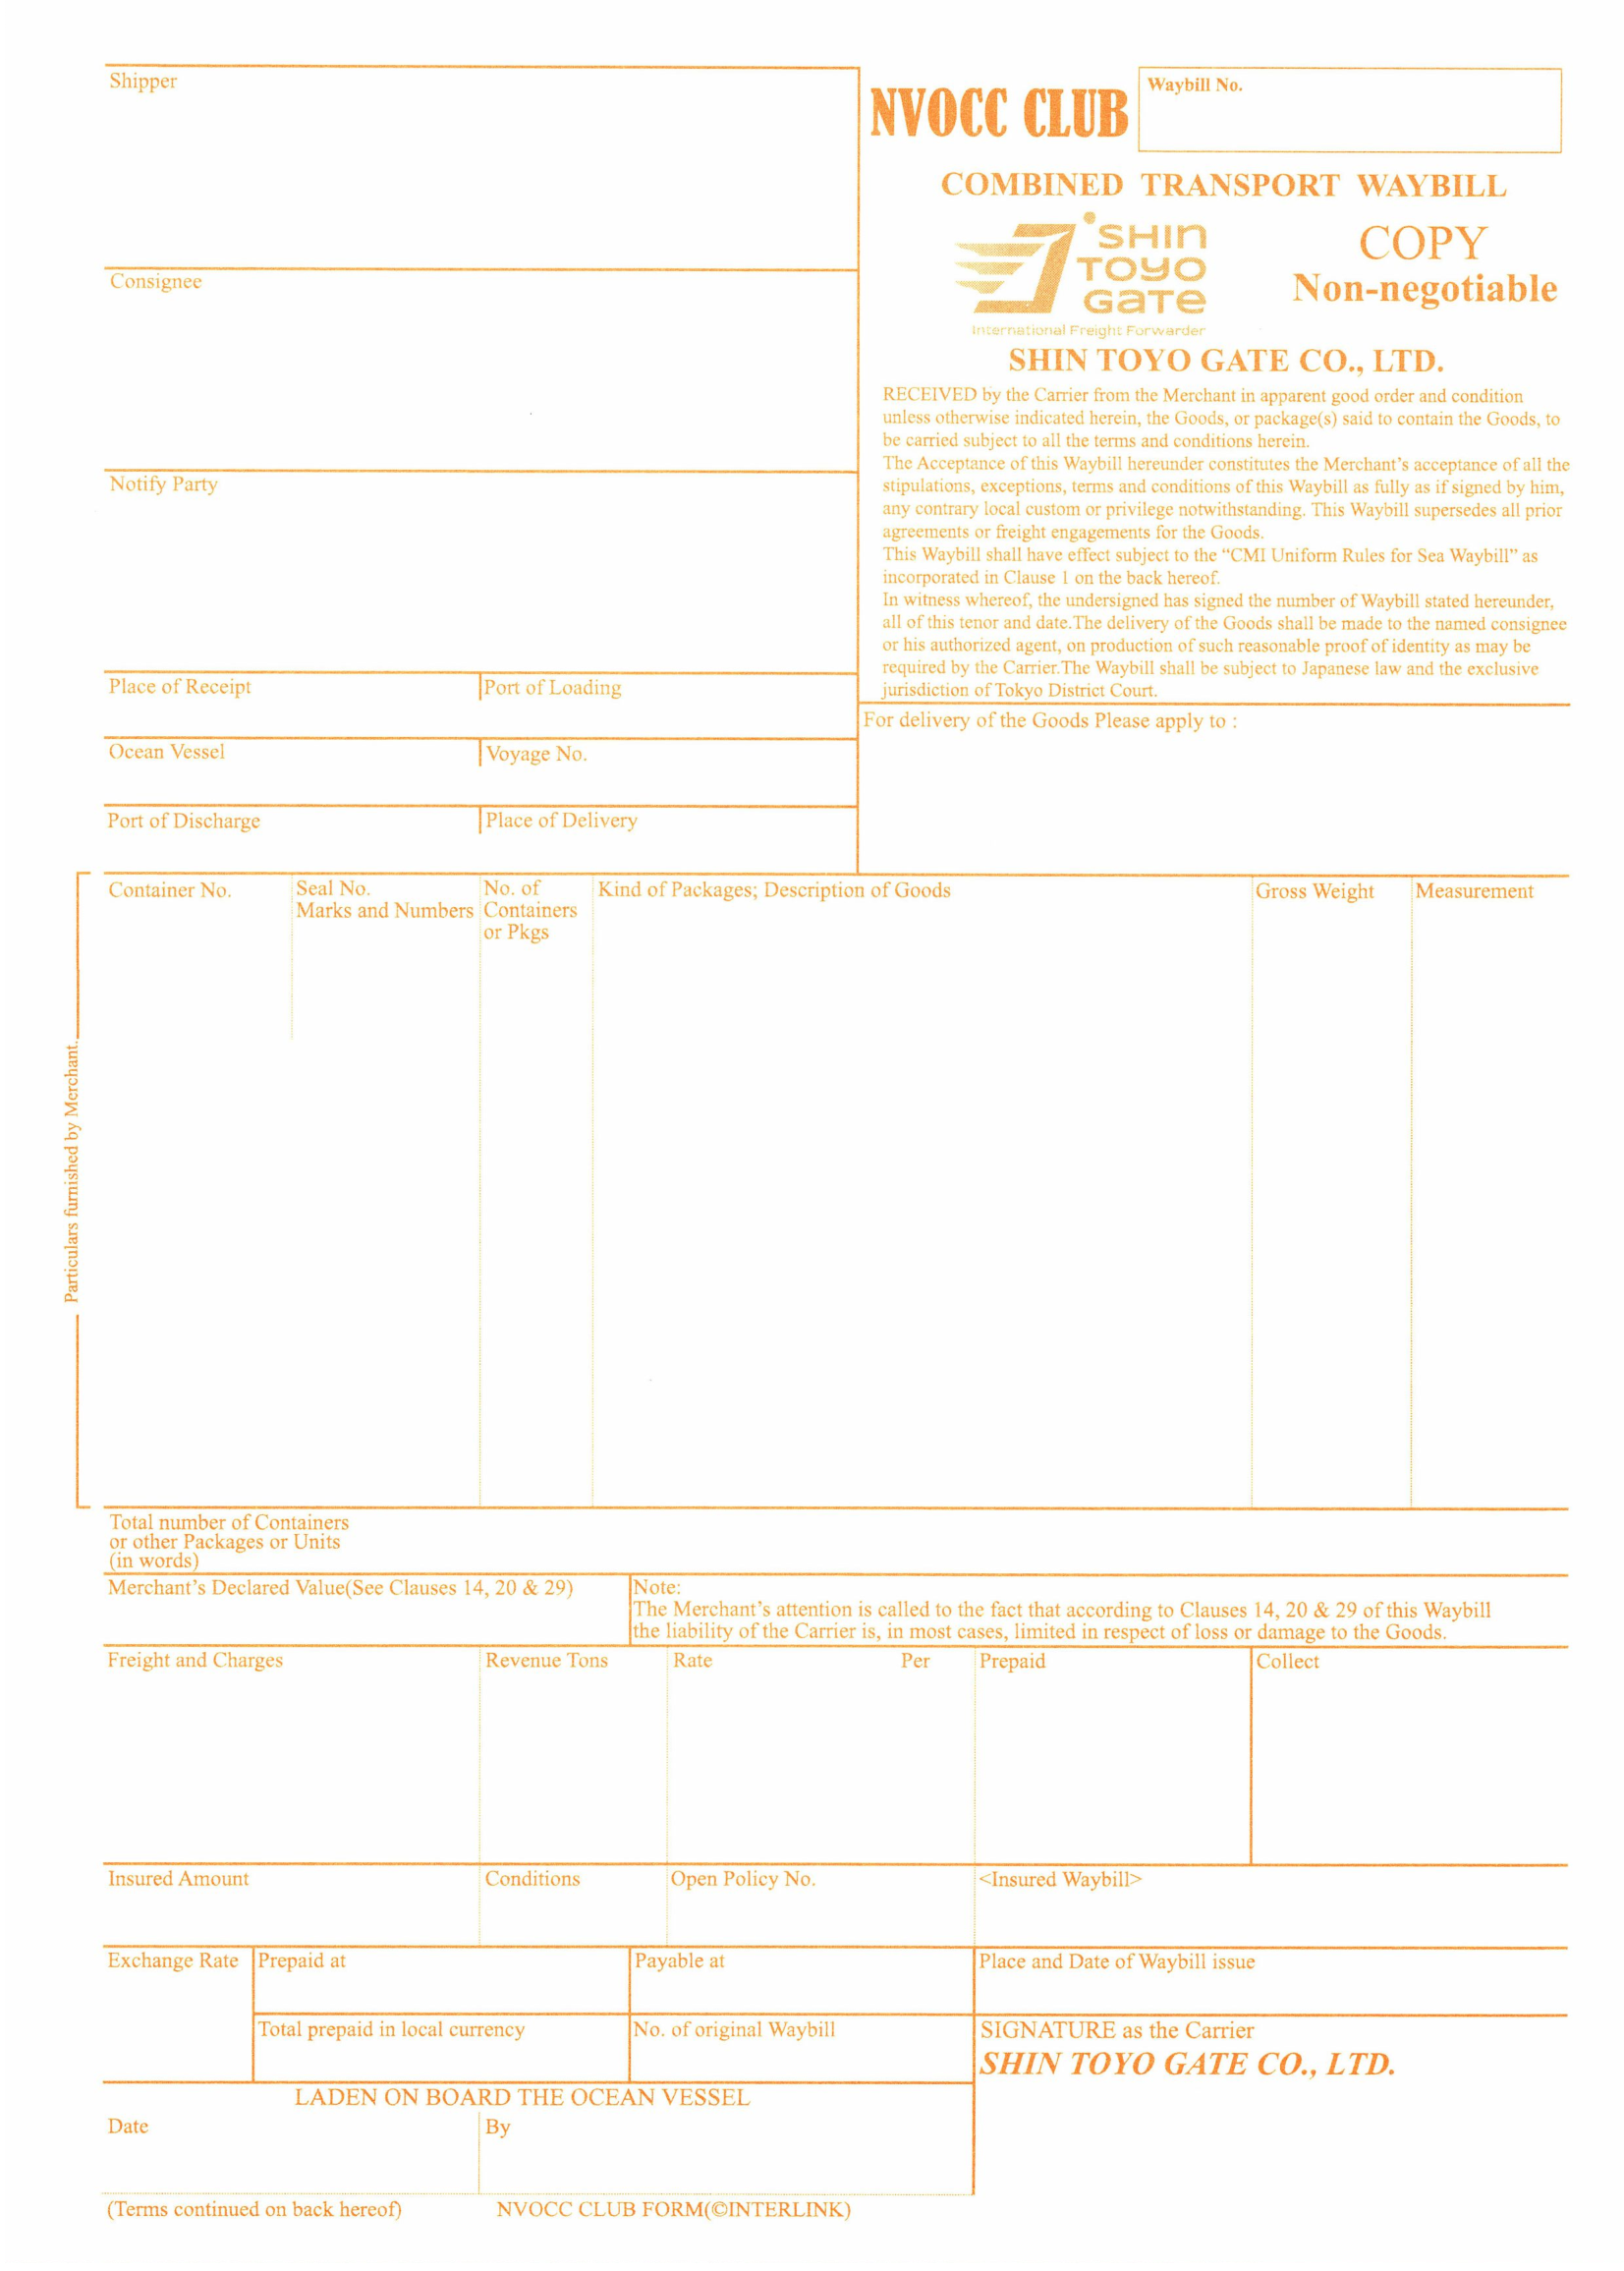 Shipper
NVOCC CLUB
Waybill No.
COMBINED TRANSPORT WAYBILL
SHIN
TOYO
GATE
International Freight Forwarder
COPY
Non-negotiable
SHIN TOYO GATE CO., LTD.
RECEIVED by the Carrier from the Merchant in apparent good order and condition
unless otherwise indicated herein, the Goods, or package(s) said to contain the Goods, to
be carried subject to all the terms and conditions herein.
The Acceptance of this Waybill hereunder constitutes the Merchant's acceptance of all the
stipulations, exceptions, terms and conditions of this Waybill as fully as if signed by him,
any contrary local custom or privilege notwithstanding. This Waybill supersedes all prior
agreements or freight engagements for the Goods.
This Waybill shall have effect subject to the “CMI Uniform Rules for Sea Waybill” as
incorporated in Clause 1 on the back hereof.
In witness whereof, the undersigned has signed the number of Waybill stated hereunder,
all of this tenor and date.The delivery of the Goods shall be made to the named consignee
or his authorized agent, on production of such reasonable proof of identity as may be
required by the Carrier.The Waybill shall be subject to Japanese law and the exclusive
jurisdiction of Tokyo District Court.
Consignee
Notify Party
Place of Receipt
Port of Loading
For delivery of the Goods Please apply to :
Ocean Vessel
Voyage No.
Port of Discharge
Place of Delivery
Particulars furnished by Merchant.
Container No.
Seal No.
Marks and Numbers
No. of
Containers
or Pkgs
Kind of Packages; Description of Goods
Gross Weight
Measurement
Total number of Containers
or other Packages or Units
(in words)
Merchant's Declared Value(See Clauses 14, 20 & 29)
Note:
The Merchant's attention is called to the fact that according to Clauses 14, 20 & 29 of this Waybill
the liability of the Carrier is, in most cases, limited in respect of loss or damage to the Goods.
Freight and Charges
Revenue Tons
Rate
Per
Prepaid
Collect
Insured Amount
Conditions
Open Policy No.
<Insured Waybill>
Exchange Rate
Prepaid at
Payable at
Place and Date of Waybill issue
Total prepaid in local currency
No. of original Waybill
SIGNATURE as the Carrier
SHIN TOYO GATE CO., LTD.
LADEN ON BOARD THE OCEAN VESSEL
Date
By
(Terms continued on back hereof)
NVOCC CLUB FORM(©INTERLINK)